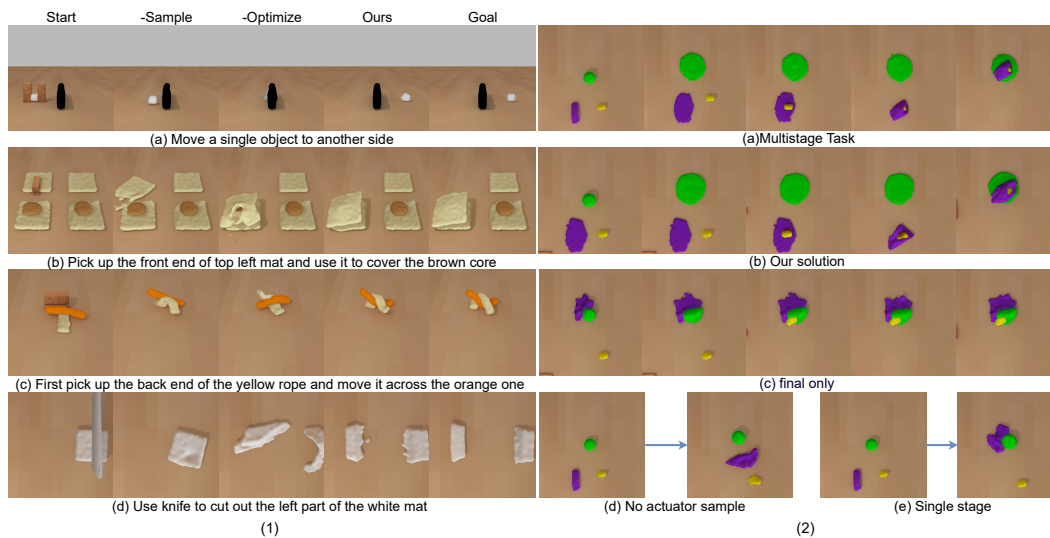 Start -Sample -Optimize Ours Goal
(a) Move a single object to another side
(b) Pick up the front end of top left mat and use it to cover the brown core
(c) First pick up the back end of the yellow rope and move it across the orange one
(d) Use knife to cut out the left part of the white mat
(1)
(a)Multistage Task
(b) Our solution
(c) final only
(d) No actuator sample
(e) Single stage
(2)